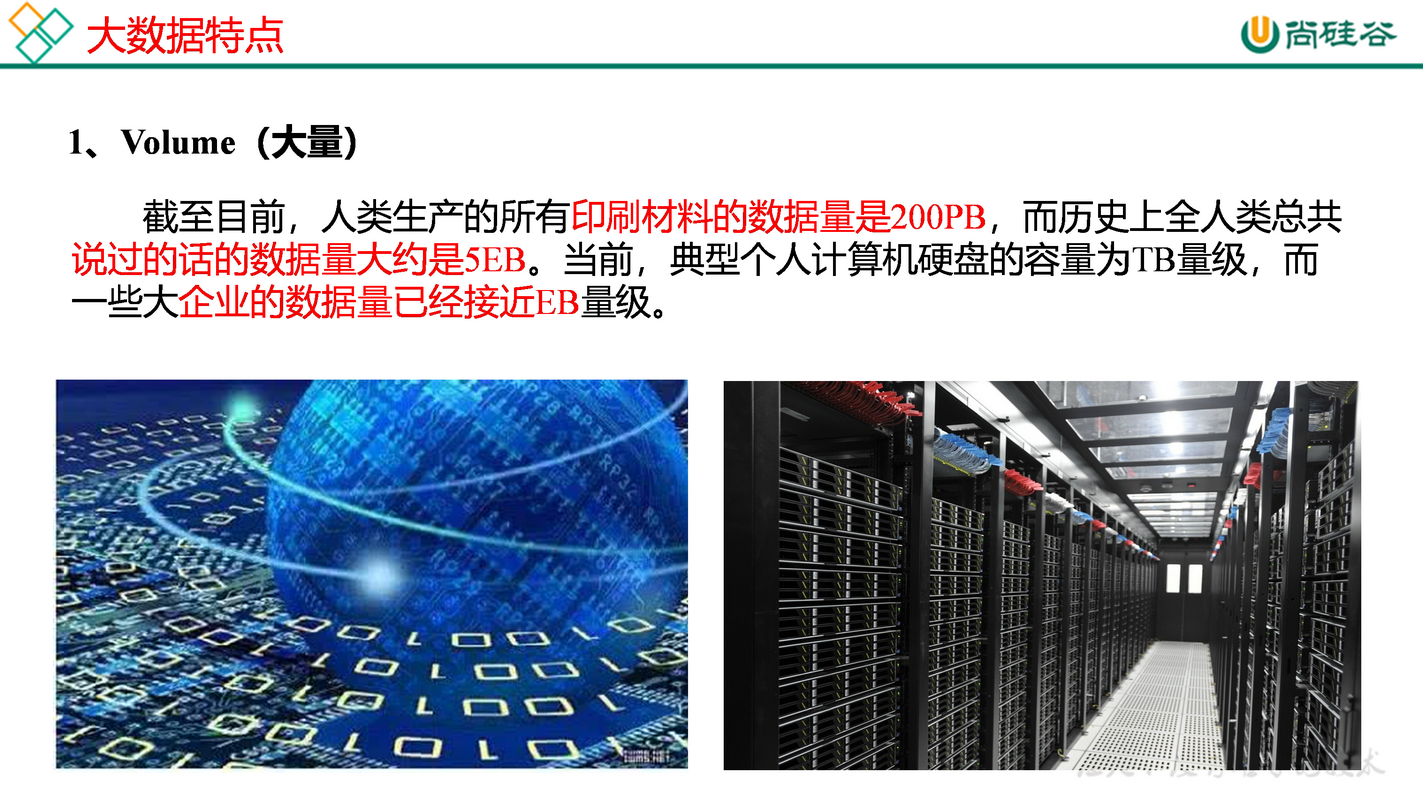 大数据特点
尚硅谷
1、Volume（大量）
截至目前，人类生产的所有印刷材料的数据量是200PB，而历史上全人类总共
说过的话的数据量大约是5EB。当前，典型个人计算机硬盘的容量为TB量级，而
一些大企业的数据量已经接近EB量级。